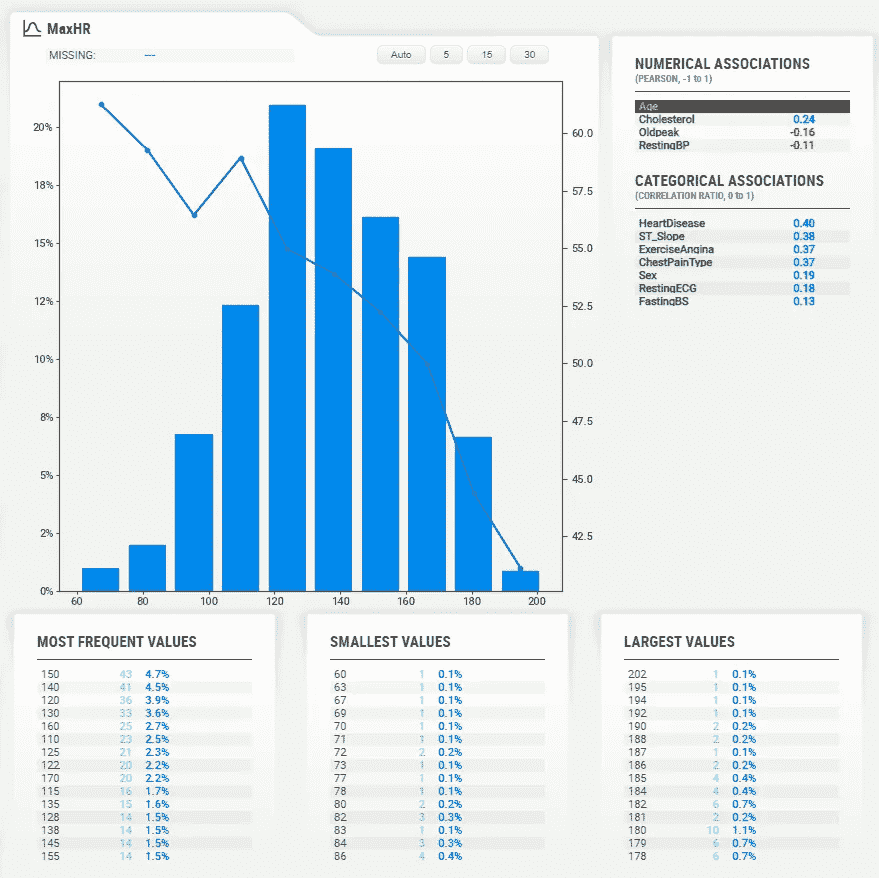 MaxHR
MISSING: ---
Auto 5 15 30
20%
18%
15%
12%
10%
8%
5%
2%
0%
60.0
57.5
55.0
52.5
50.0
47.5
45.0
42.5
60 80 100 120 140 160 180 200
NUMERICAL ASSOCIATIONS
(PEARSON, -1 to 1)
Age
Cholesterol 0.24
Oldpeak -0.16
RestingBP -0.11
CATEGORICAL ASSOCIATIONS
(CORRELATION RATIO, 0 to 1)
HeartDisease 0.40
ST_Slope 0.38
ExerciseAngina 0.37
ChestPainType 0.37
Sex 0.19
RestingECG 0.18
FastingBS 0.13
MOST FREQUENT VALUES
150 43 4.7%
140 41 4.5%
120 36 3.9%
130 33 3.6%
160 25 2.7%
110 23 2.5%
125 21 2.3%
122 20 2.2%
170 20 2.2%
115 16 1.7%
135 15 1.6%
128 14 1.5%
138 14 1.5%
145 14 1.5%
155 14 1.5%
SMALLEST VALUES
60 1 0.1%
63 1 0.1%
67 1 0.1%
69 1 0.1%
70 1 0.1%
71 1 0.1%
72 2 0.2%
73 1 0.1%
77 1 0.1%
78 1 0.1%
80 2 0.2%
82 3 0.3%
83 1 0.1%
84 3 0.3%
86 4 0.4%
LARGEST VALUES
202 1 0.1%
195 1 0.1%
194 1 0.1%
192 1 0.1%
190 2 0.2%
188 2 0.2%
187 1 0.1%
186 2 0.2%
185 4 0.4%
184 4 0.4%
182 6 0.7%
181 2 0.2%
180 10 1.1%
179 6 0.7%
178 6 0.7%